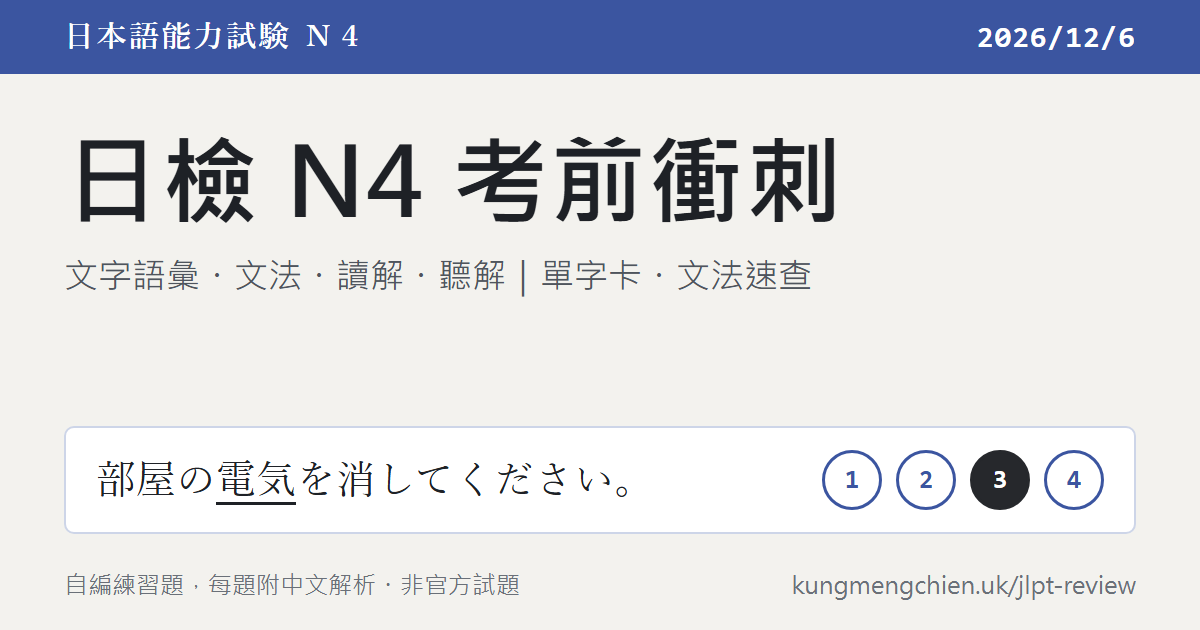 日本語能力試験 N4
2026/12/6
日檢 N4 考前衝刺
文字語彙・文法・讀解・聽解 | 單字卡・文法速查
部屋の電気を消してください。
1 2 3 4
自編練習題，每題附中文解析・非官方試題
kungmengchien.uk/jlpt-review